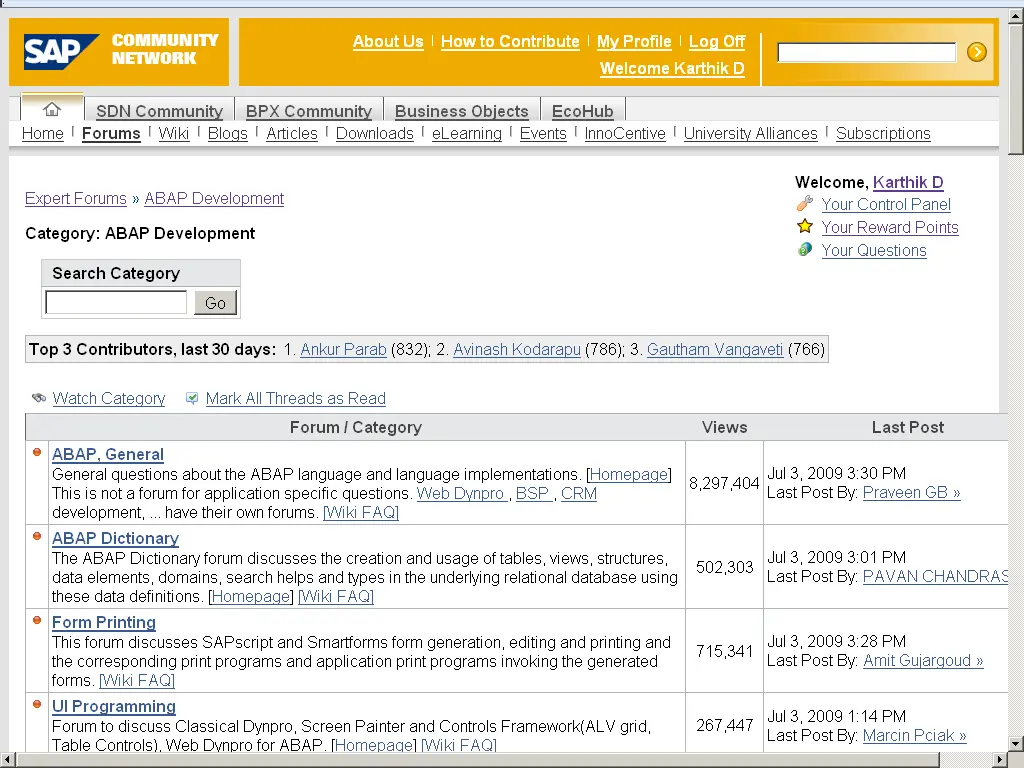 SAP COMMUNITY NETWORK
About Us | How to Contribute | My Profile | Log Off
Welcome Karthik D
SDN Community BPX Community Business Objects EcoHub
Home | Forums | Wiki | Blogs | Articles | Downloads | eLearning | Events | InnoCentive | University Alliances | Subscriptions
Expert Forums » ABAP Development
Category: ABAP Development
Welcome, Karthik D
Your Control Panel
Your Reward Points
Your Questions
Search Category
Go
Top 3 Contributors, last 30 days: 1. Ankur Parab (832); 2. Avinash Kodarapu (786); 3. Gautham Vangaveti (766)
Watch Category Mark All Threads as Read
Forum / Category Views Last Post
ABAP, General
General questions about the ABAP language and language implementations. [Homepage]
This is not a forum for application specific questions. Web Dynpro , BSP , CRM
development, ... have their own forums. [Wiki FAQ]
8,297,404
Jul 3, 2009 3:30 PM
Last Post By: Praveen GB »
ABAP Dictionary
The ABAP Dictionary forum discusses the creation and usage of tables, views, structures,
data elements, domains, search helps and types in the underlying relational database using
these data definitions. [Homepage] [Wiki FAQ]
502,303
Jul 3, 2009 3:01 PM
Last Post By: PAVAN CHANDRAS
Form Printing
This forum discusses SAPscript and Smartforms form generation, editing and printing and
the corresponding print programs and application print programs invoking the generated
forms. [Wiki FAQ]
715,341
Jul 3, 2009 3:28 PM
Last Post By: Amit Gujargoud »
UI Programming
Forum to discuss Classical Dynpro, Screen Painter and Controls Framework(ALV grid,
Table Controls), Web Dynpro for ABAP. [Homepage] [Wiki FAQ]
267,447
Jul 3, 2009 1:14 PM
Last Post By: Marcin Pciak »